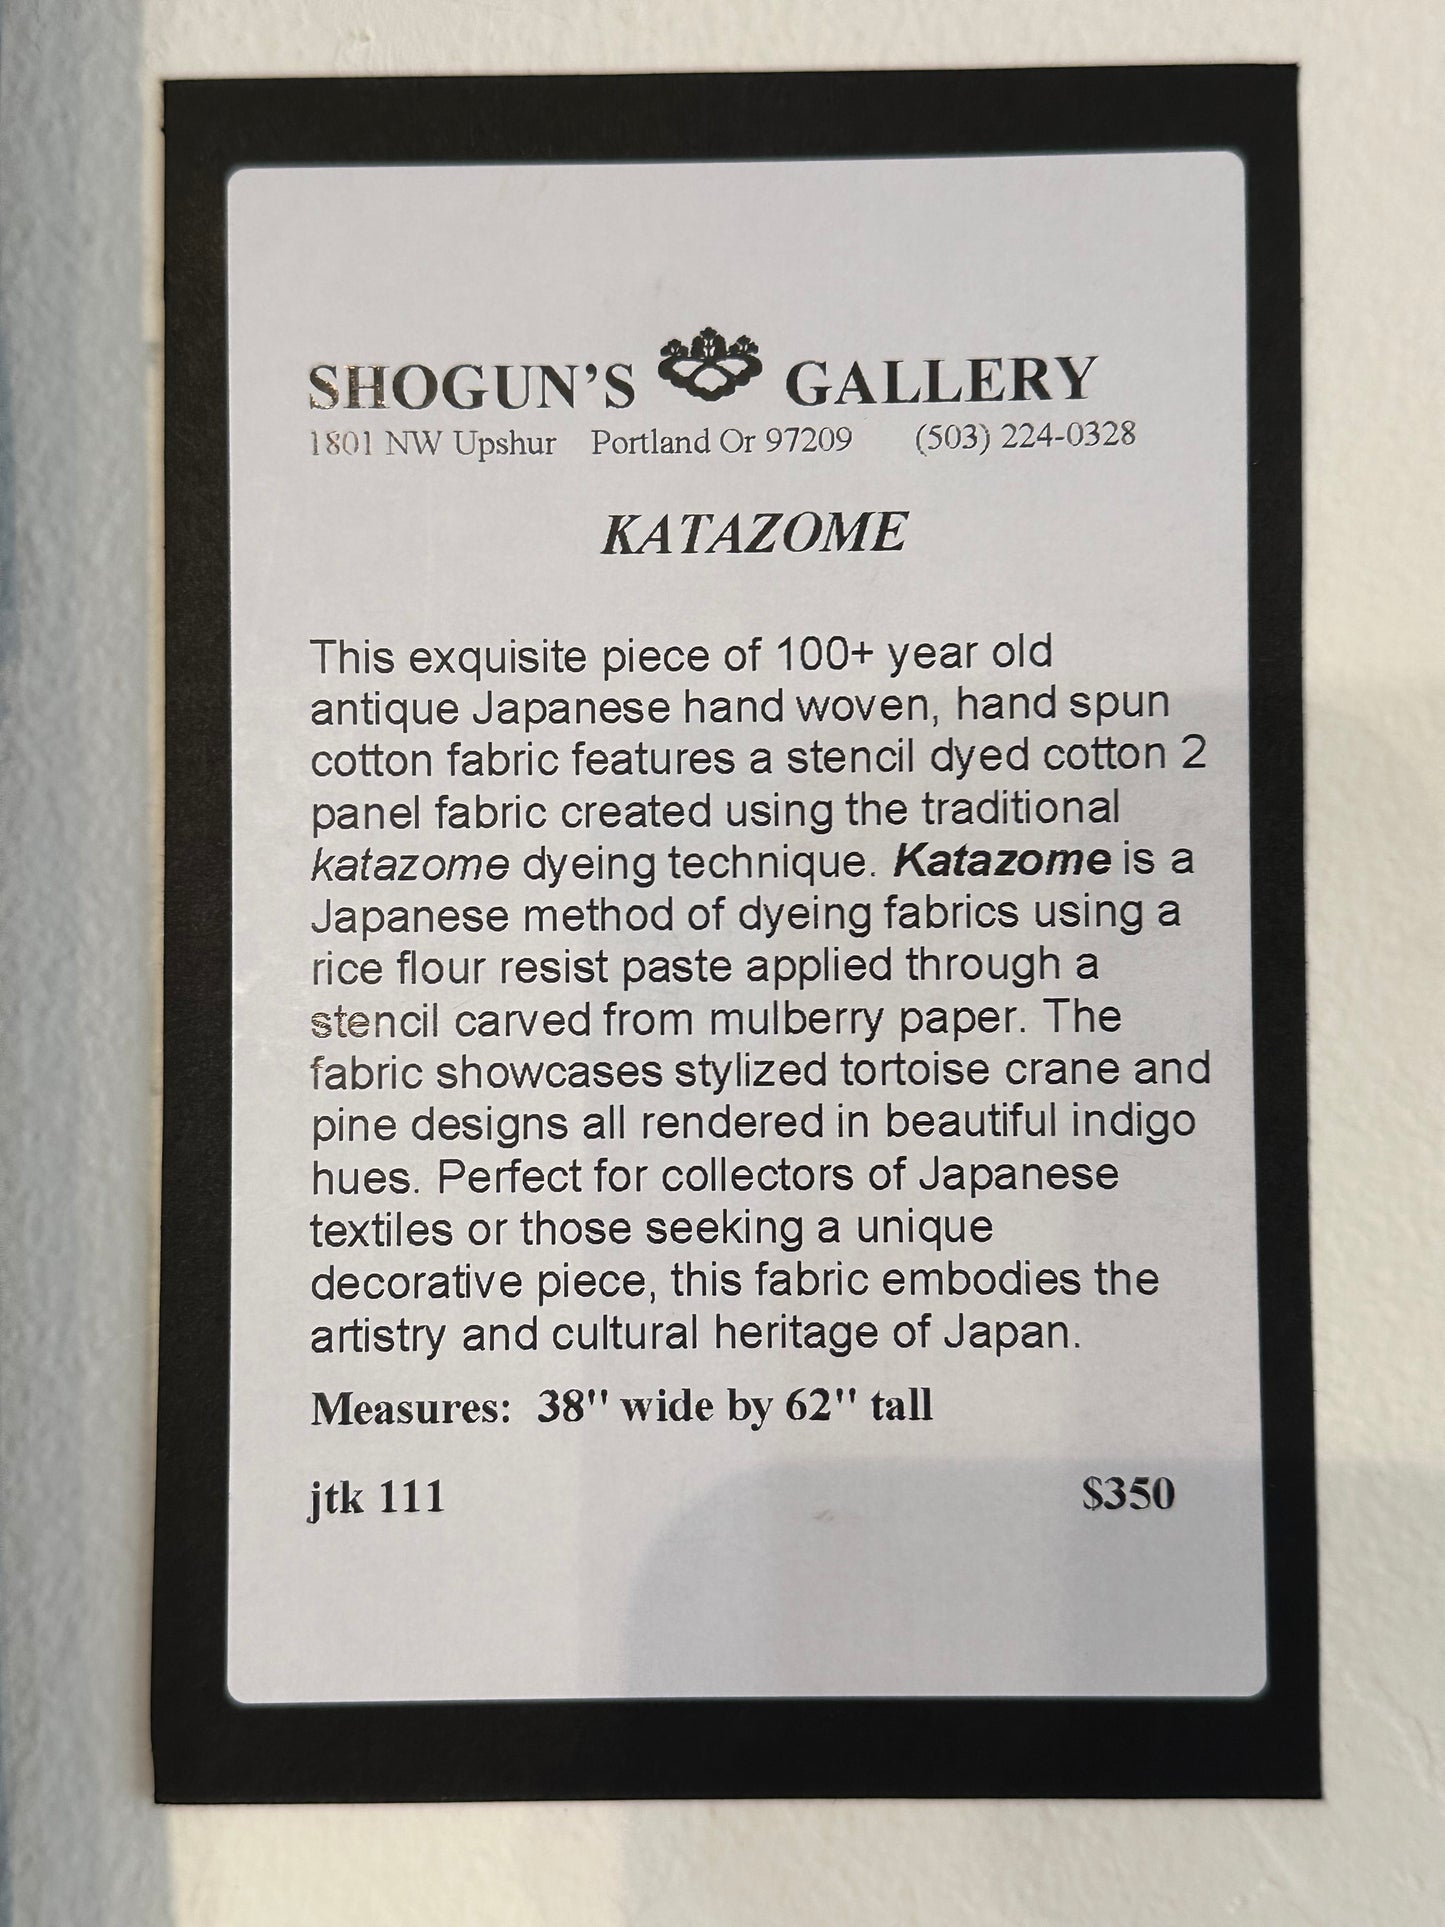 SHOGUN'S GALLERY
1801 NW Upshur Portland Or 97209 (503) 224-0328
KATAZOME
This exquisite piece of 100+ year old
antique Japanese hand woven, hand spun
cotton fabric features a stencil dyed cotton 2
panel fabric created using the traditional
katazome dyeing technique. Katazome is a
Japanese method of dyeing fabrics using a
rice flour resist paste applied through a
stencil carved from mulberry paper. The
fabric showcases stylized tortoise crane and
pine designs all rendered in beautiful indigo
hues. Perfect for collectors of Japanese
textiles or those seeking a unique
decorative piece, this fabric embodies the
artistry and cultural heritage of Japan.
Measures: 38" wide by 62" tall
jtk 111 $350